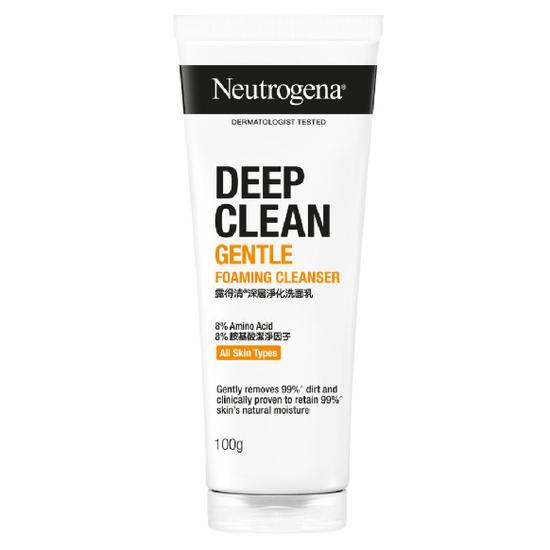 Neutrogena®
DERMATOLOGIST TESTED
DEEP
CLEAN
GENTLE
FOAMING CLEANSER
露得清®深層淨化洗面乳
8% Amino Acid
8% 胺基酸潔淨因子
All Skin Types
Gently removes 99%^ dirt and
clinically proven to retain 99%^
skin's natural moisture
100g